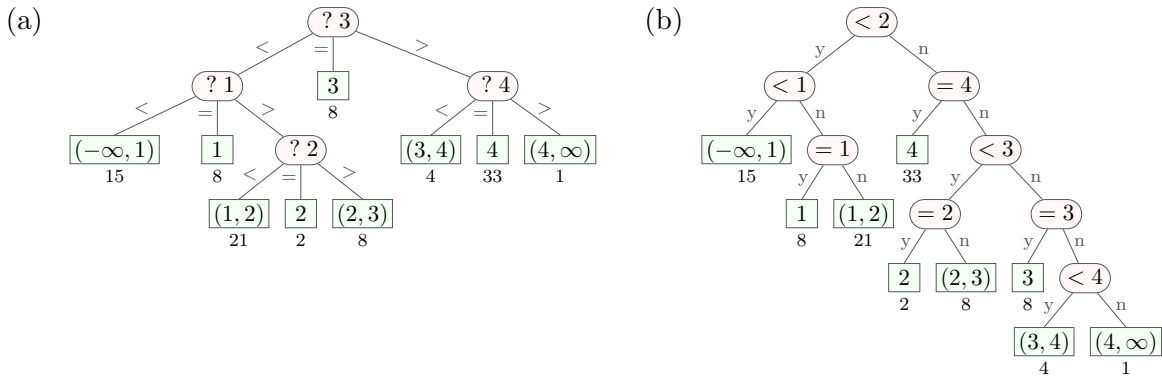 (a)
? 3
< = >
? 1 3 ? 4
8
< = > < = >
(−∞, 1) 1 ? 2 (3, 4) 4 (4, ∞)
15 8 4 33 1
< = >
(1, 2) 2 (2, 3)
21 2 8
(b)
< 2
y n
< 1 = 4
y n y n
(−∞, 1) = 1 4 < 3
15 33
y n y n
1 (1, 2) = 2 = 3
8 21
y n y n
2 (2, 3) 3 < 4
2 8 8
y n
(3, 4) (4, ∞)
4 1